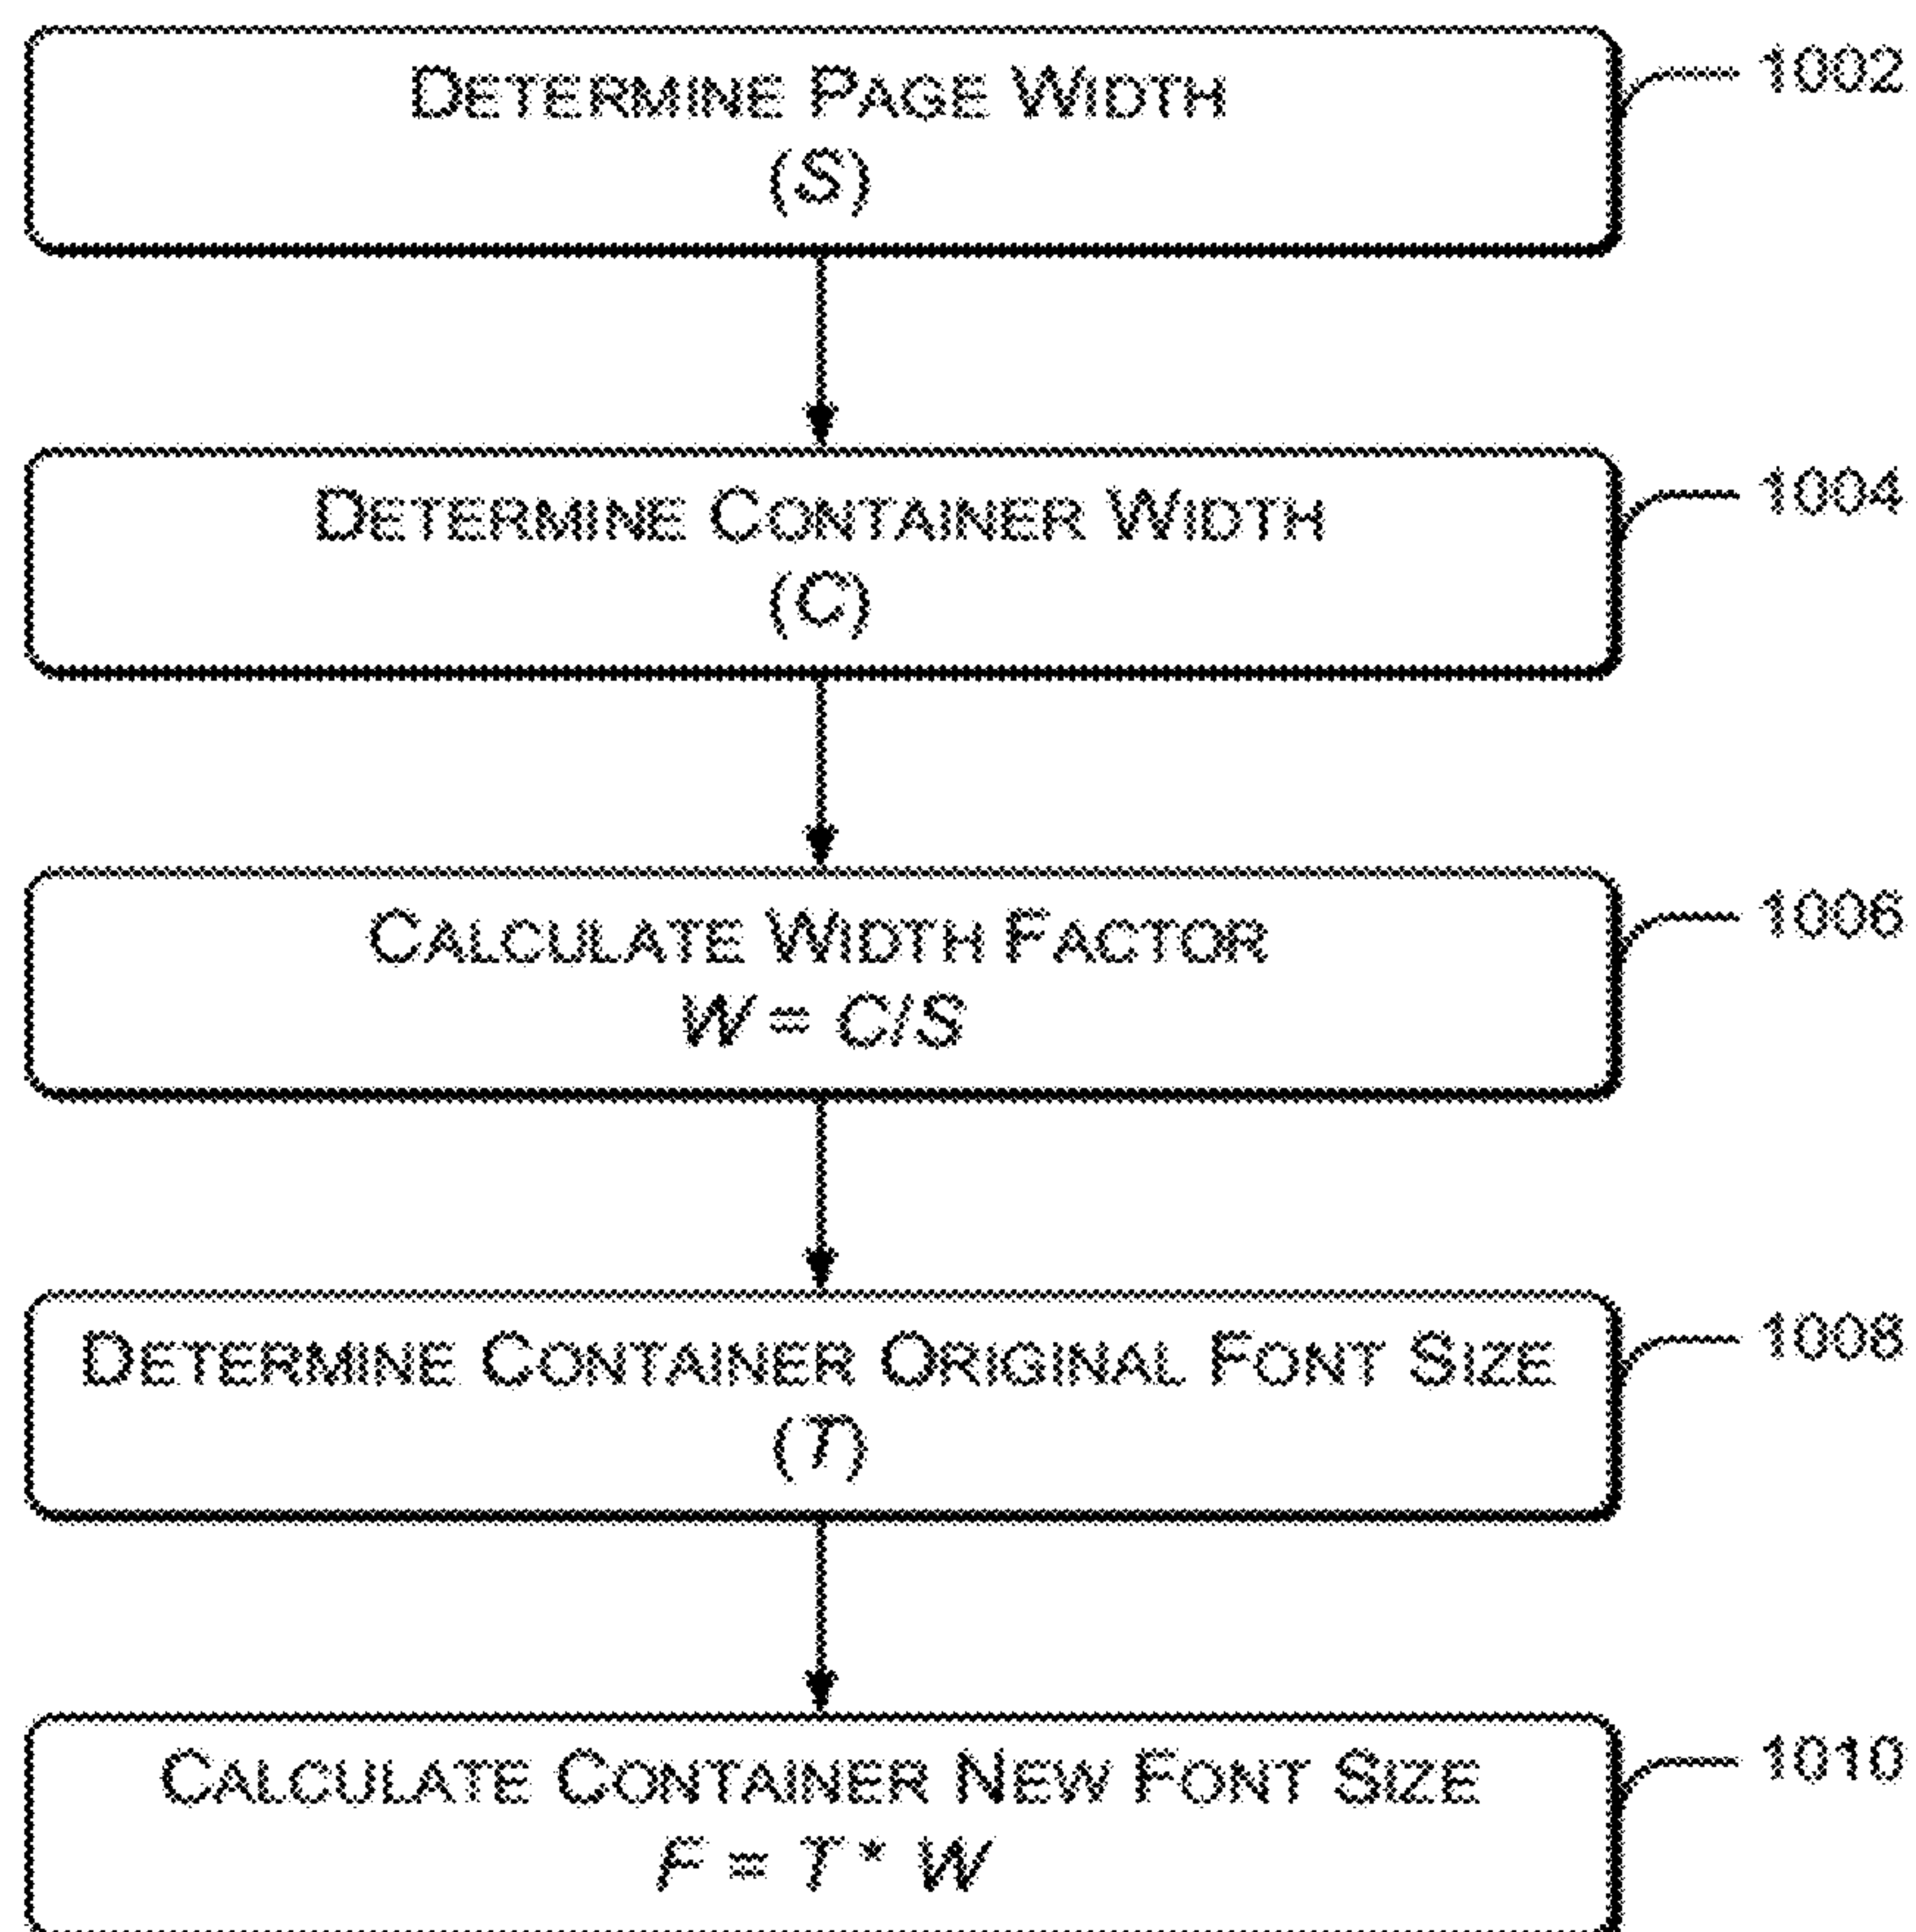 DETERMINE PAGE WIDTH
(S)
1002
DETERMINE CONTAINER WIDTH
(C)
1004
CALCULATE WIDTH FACTOR
W = C/S
1006
DETERMINE CONTAINER ORIGINAL FONT SIZE
(T)
1008
CALCULATE CONTAINER NEW FONT SIZE
F = T * W
1010